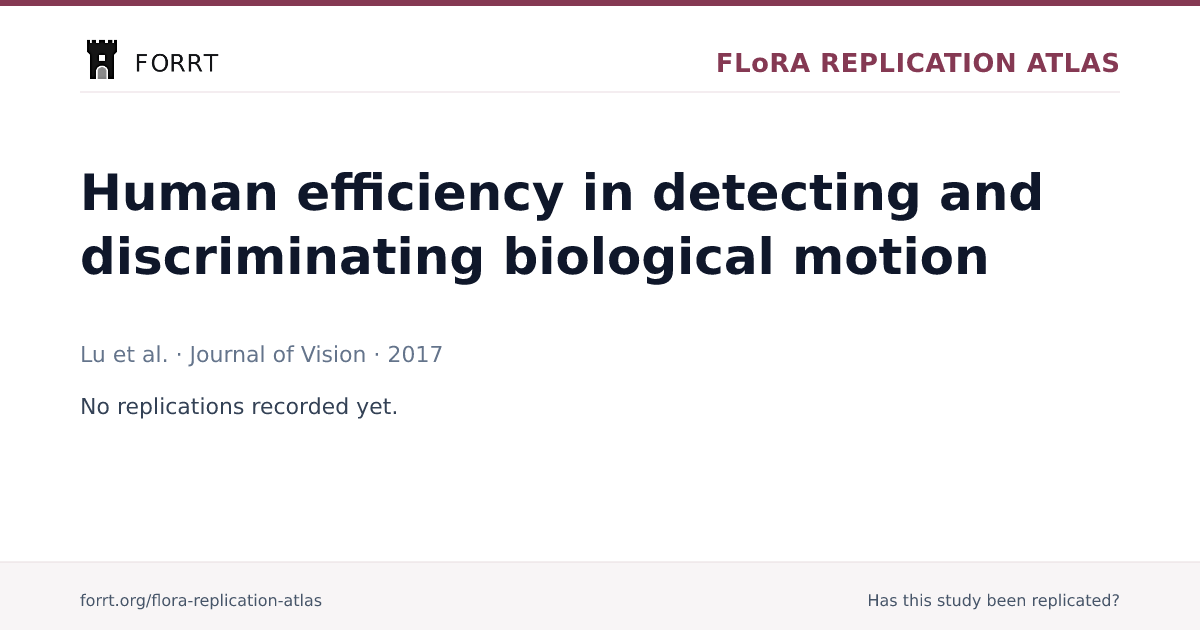 FORRT
FLoRA REPLICATION ATLAS
Human efficiency in detecting and
discriminating biological motion
Lu et al. · Journal of Vision · 2017
No replications recorded yet.
forrt.org/flora-replication-atlas
Has this study been replicated?